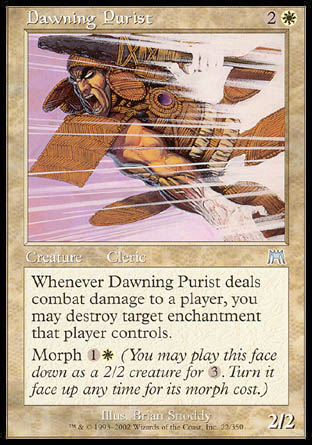 Dawning Purist 2
Creature Cleric
Whenever Dawning Purist deals
combat damage to a player, you
may destroy target enchantment
that player controls.
Morph 1 (You may play this face
down as a 2/2 creature for 3. Turn it
face up any time for its morph cost.)
Illus. Brian Snoddy
™ & © 1993-2002 Wizards of the Coast, Inc. 22/350
2/2